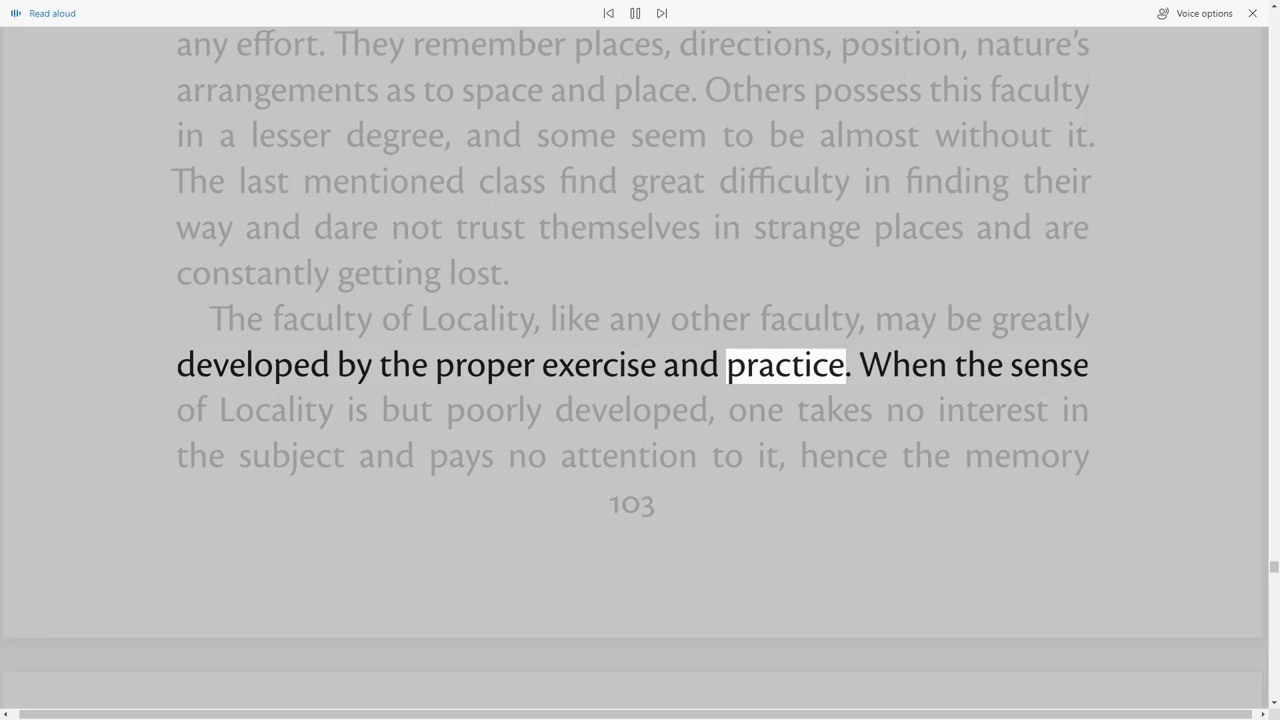 Read aloud
Voice options
any effort. They remember places, directions, position, nature’s
arrangements as to space and place. Others possess this faculty
in a lesser degree, and some seem to be almost without it.
The last mentioned class find great difficulty in finding their
way and dare not trust themselves in strange places and are
constantly getting lost.
The faculty of Locality, like any other faculty, may be greatly
developed by the proper exercise and practice. When the sense
of Locality is but poorly developed, one takes no interest in
the subject and pays no attention to it, hence the memory
103